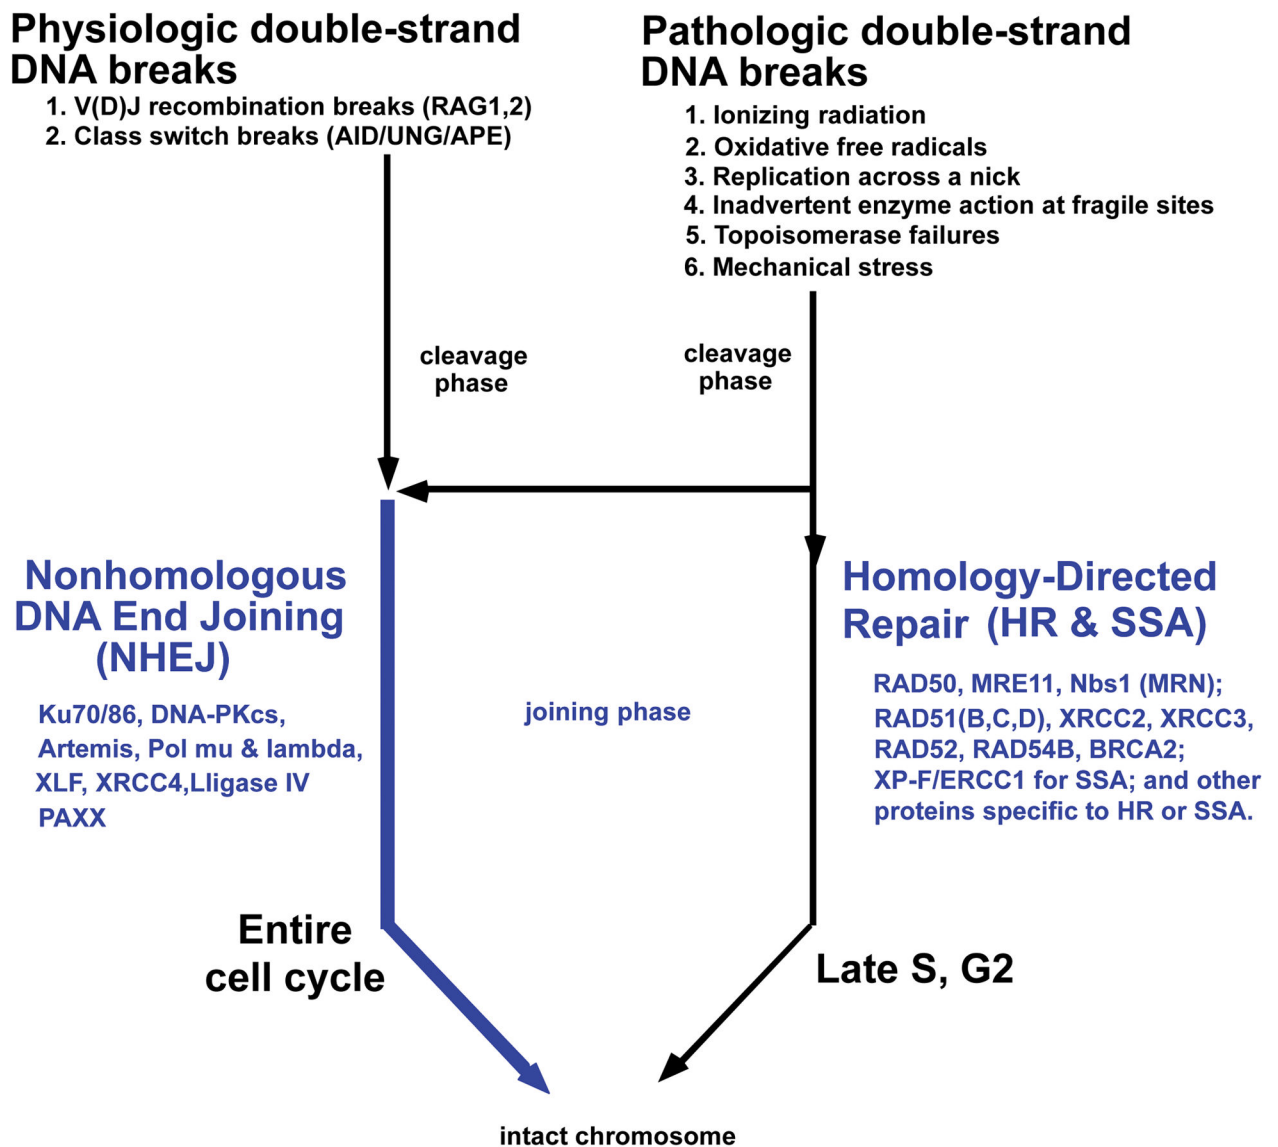 Physiologic double-strand
DNA breaks
1. V(D)J recombination breaks (RAG1,2)
2. Class switch breaks (AID/UNG/APE)
Pathologic double-strand
DNA breaks
1. Ionizing radiation
2. Oxidative free radicals
3. Replication across a nick
4. Inadvertent enzyme action at fragile sites
5. Topoisomerase failures
6. Mechanical stress
cleavage
phase
cleavage
phase
Nonhomologous
DNA End Joining
(NHEJ)
Ku70/86, DNA-PKcs,
Artemis, Pol mu & lambda,
XLF, XRCC4,Lligase IV
PAXX
joining phase
Homology-Directed
Repair (HR & SSA)
RAD50, MRE11, Nbs1 (MRN);
RAD51(B,C,D), XRCC2, XRCC3,
RAD52, RAD54B, BRCA2;
XP-F/ERCC1 for SSA; and other
proteins specific to HR or SSA.
Entire
cell cycle
Late S, G2
intact chromosome